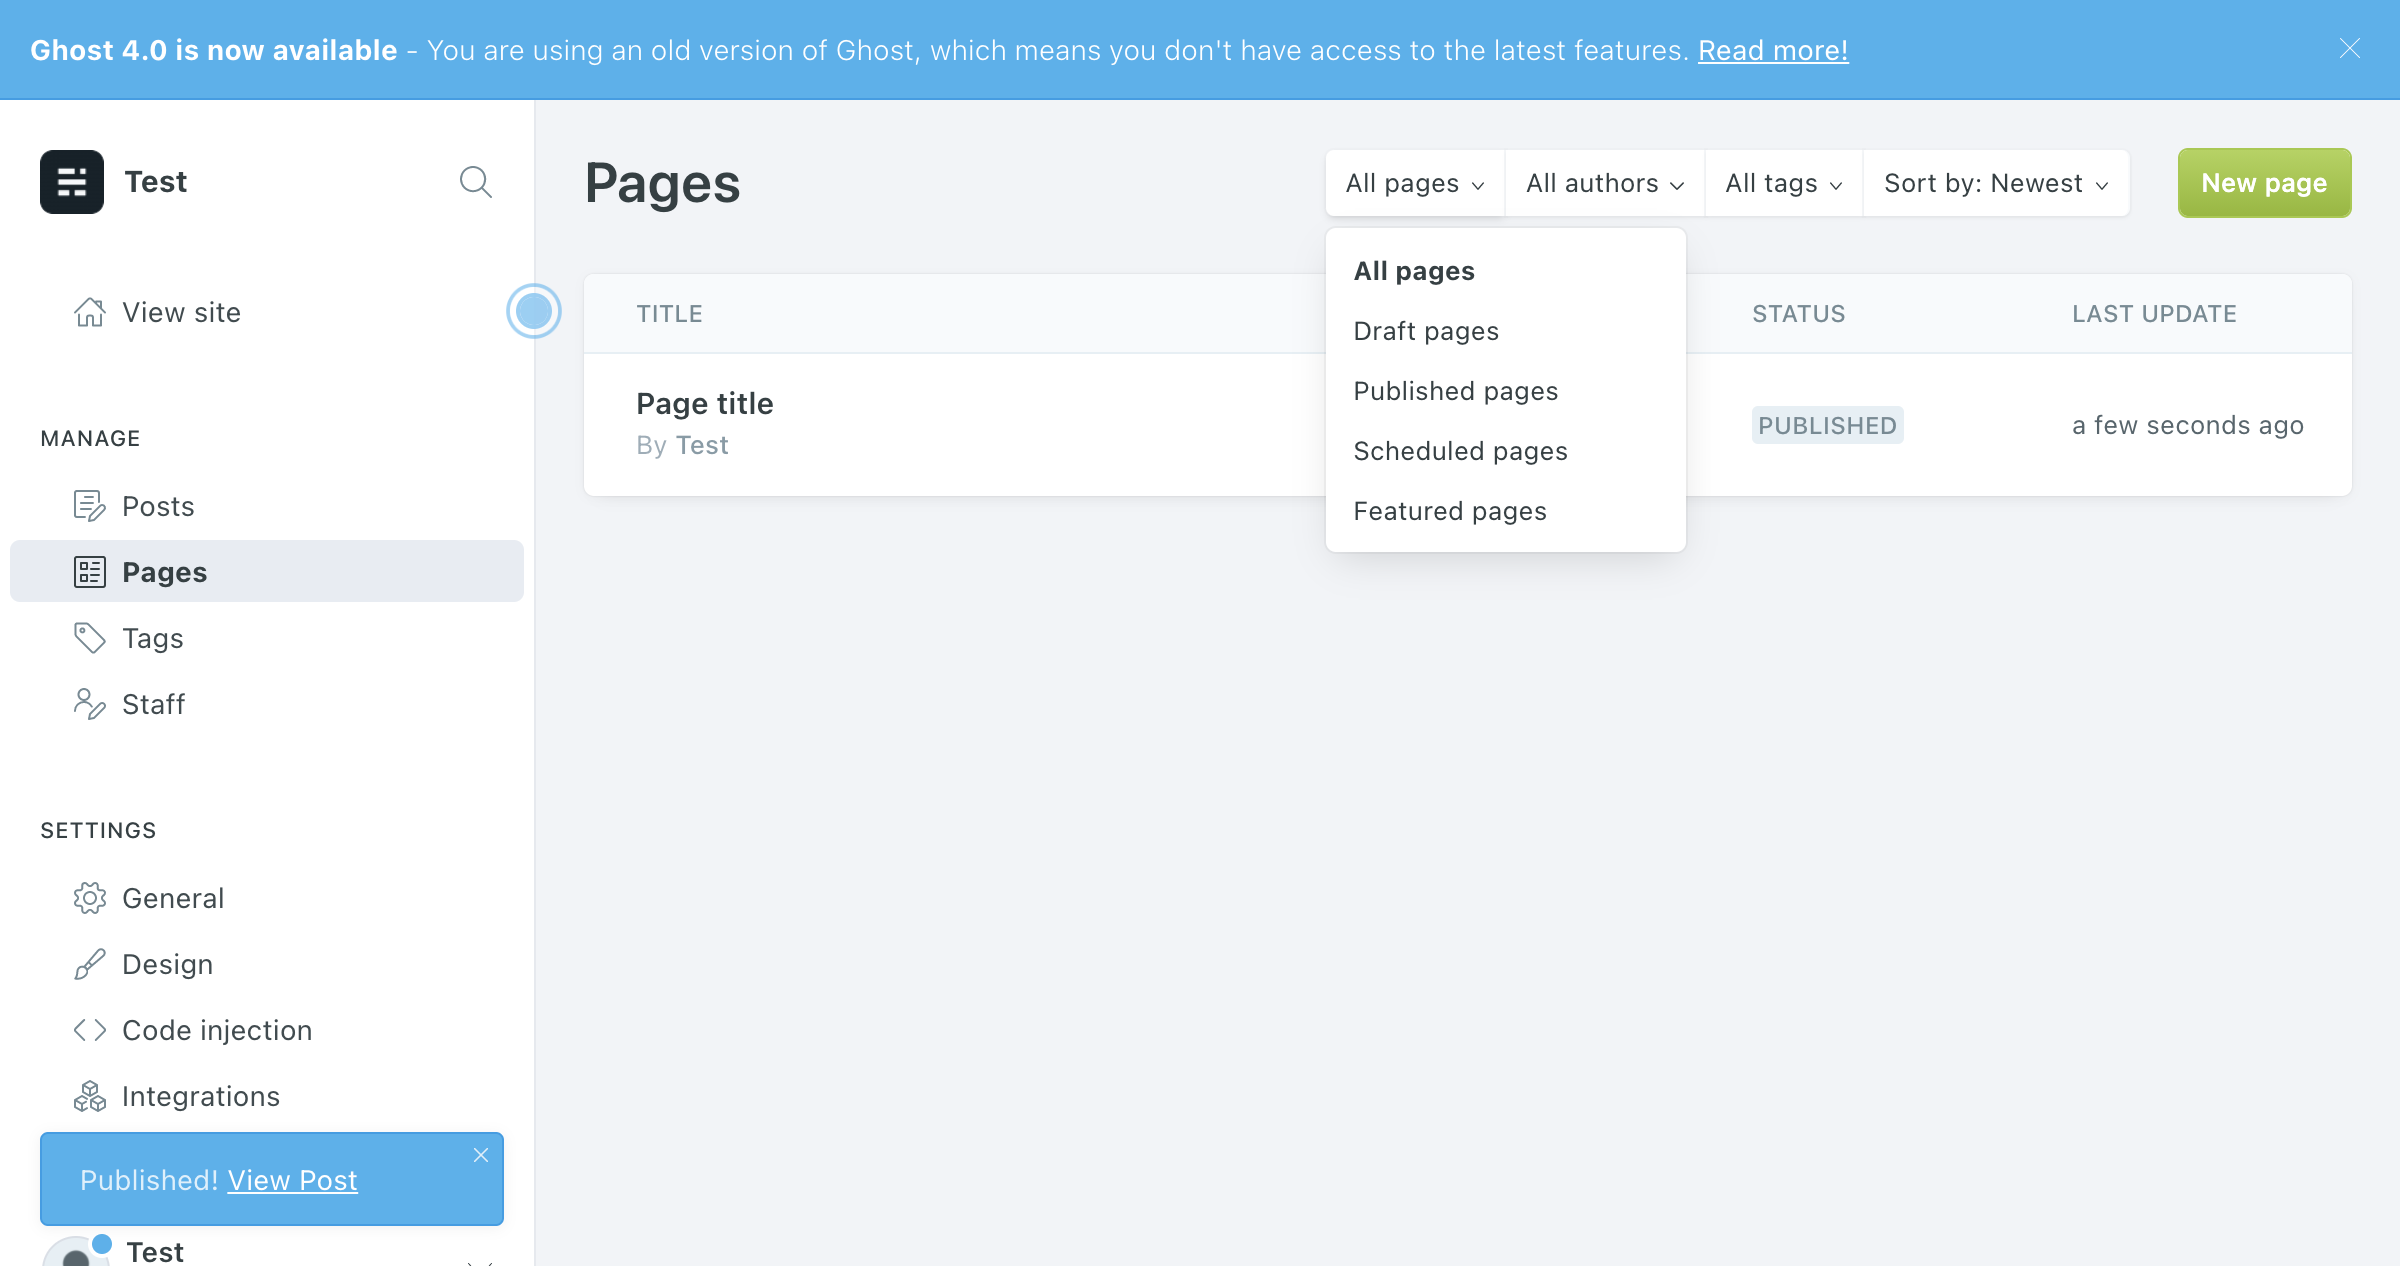 Ghost 4.0 is now available - You are using an old version of Ghost, which means you don't have access to the latest features. Read more!
Test
View site
MANAGE
Posts
Pages
Tags
Staff
SETTINGS
General
Design
Code injection
Integrations
Published! View Post
Test
Pages
All pages
All authors
All tags
Sort by: Newest
New page
All pages
Draft pages
Published pages
Scheduled pages
Featured pages
TITLE
STATUS
LAST UPDATE
Page title
By Test
PUBLISHED
a few seconds ago